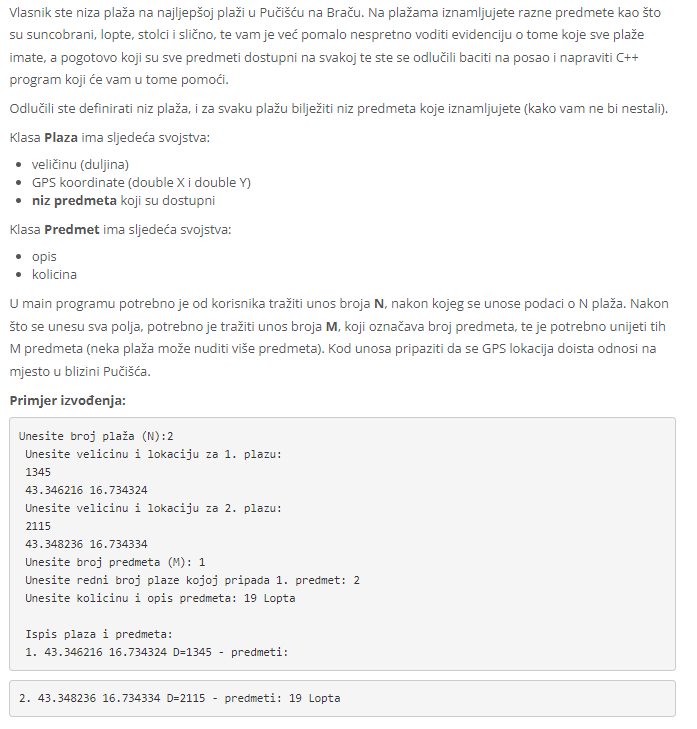 Vlasnik ste niza plaža na najljepšoj plaži u Pučišću na Braču. Na plažama iznamljujete razne predmete kao što
su suncobrani, lopte, stolci i slično, te vam je već pomalo nespretno voditi evidenciju o tome koje sve plaže
imate, a pogotovo koji su sve predmeti dostupni na svakoj te ste se odlučili baciti na posao i napraviti C++
program koji će vam u tome pomoći.
Odlučili ste definirati niz plaža, i za svaku plažu bilježiti niz predmeta koje iznamljujete (kako vam ne bi nestali).
Klasa Plaza ima sljedeća svojstva:
• veličinu (duljina)
• GPS koordinate (double X i double Y)
• niz predmeta koji su dostupni
Klasa Predmet ima sljedeća svojstva:
• opis
• kolicina
U main programu potrebno je od korisnika tražiti unos broja N, nakon kojeg se unose podaci o N plaža. Nakon
što se unesu sva polja, potrebno je tražiti unos broja M, koji označava broj predmeta, te je potrebno unijeti tih
M predmeta (neka plaža može nuditi više predmeta). Kod unosa pripaziti da se GPS lokacija doista odnosi na
mjesto u blizini Pučišća.
Primjer izvođenja:
Unesite broj plaža (N):2
Unesite velicinu i lokaciju za 1. plazu:
1345
43.346216 16.734324
Unesite velicinu i lokaciju za 2. plazu:
2115
43.348236 16.734334
Unesite broj predmeta (M): 1
Unesite redni broj plaze kojoj pripada 1. predmet: 2
Unesite kolicinu i opis predmeta: 19 Lopta
Ispis plaza i predmeta:
1. 43.346216 16.734324 D=1345 - predmeti:
2. 43.348236 16.734334 D=2115 - predmeti: 19 Lopta